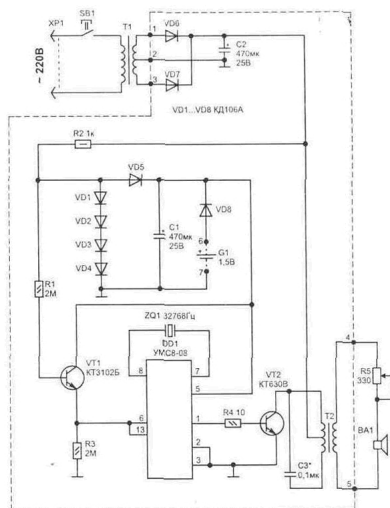 SB1
ХР1
T1
1
VD6
~ 220В
2
C2
470мк
25В
3
VD7
VD1...VD8 КД106А
R2 1к
VD5
VD1
VD2
VD3
VD4
C1
470мк
25В
VD8
6
G1
1,5В
7
R1
2М
ZQ1 32768Гц
DD1
УМС8-08
8
7
5
4
VT1
КТ3102Б
VT2
КТ630В
R5
330
6
13
1
R4 10
T2
2
3
R3
2М
C3*
0,1мк
ВА1
5